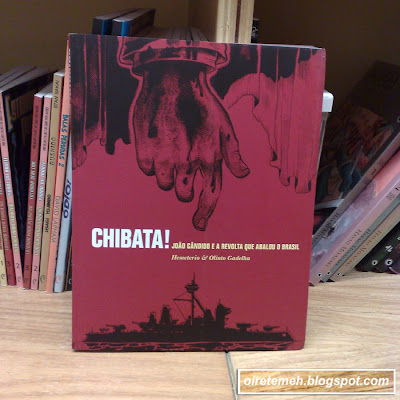 CHIBATA!
JOÃO CÂNDIDO E A REVOLTA QUE ABALOU O BRASIL
Hemeterio & Olinto Gadelha
oiretemeh.blogspot.com